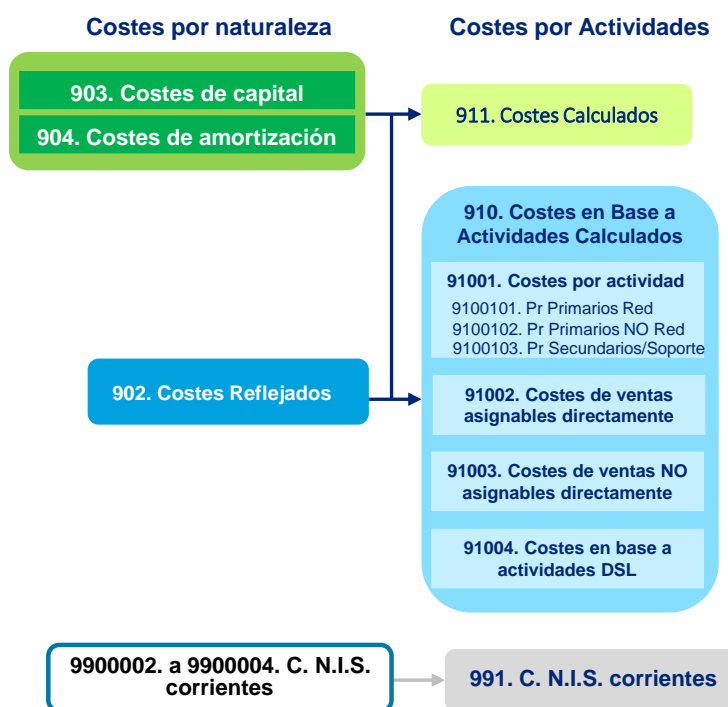 Costes por naturaleza
Costes por Actividades
903. Costes de capital
904. Costes de amortización
911. Costes Calculados
910. Costes en Base a
Actividades Calculados
91001. Costes por actividad
9100101. Pr Primarios Red
9100102. Pr Primarios NO Red
9100103. Pr Secundarios/Soporte
902. Costes Reflejados
91002. Costes de ventas
asignables directamente
91003. Costes de ventas NO
asignables directamente
91004. Costes en base a
actividades DSL
9900002. a 9900004. C. N.I.S.
corrientes
991. C. N.I.S. corrientes